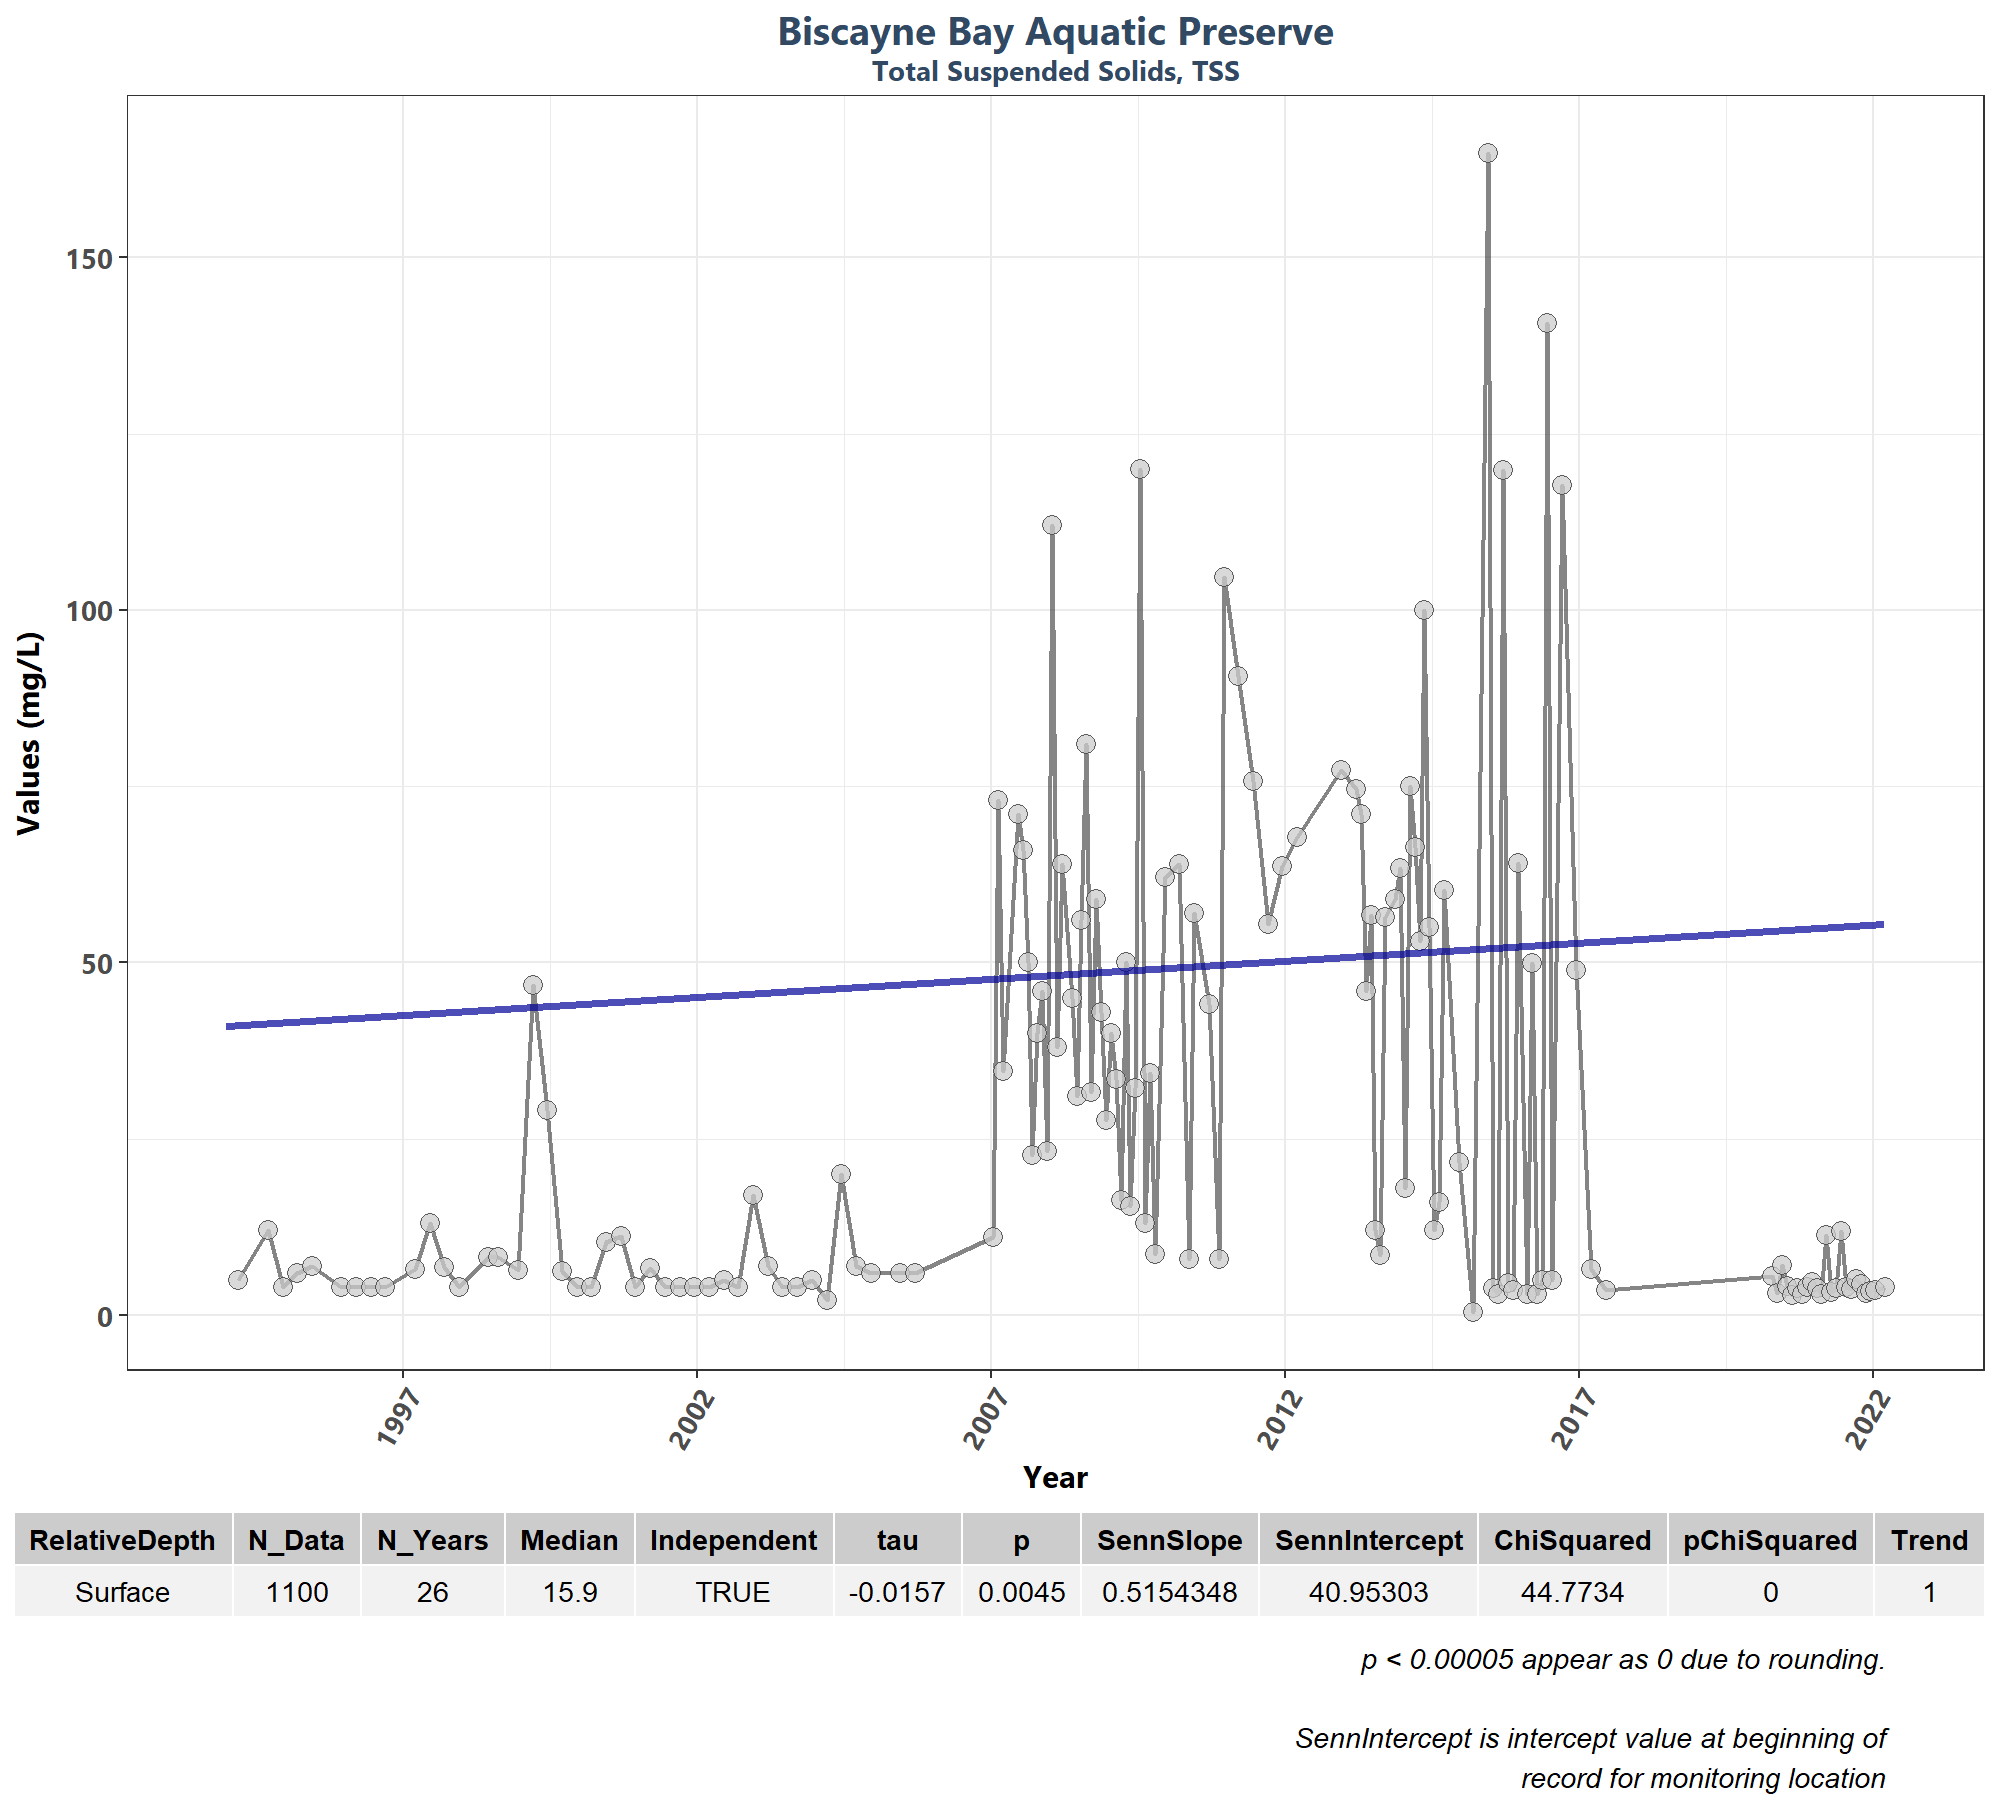 Biscayne Bay Aquatic Preserve
Total Suspended Solids, TSS
Values (mg/L)
150
100
50
0
1997 2002 2007 2012 2017 2022
Year
RelativeDepth N_Data N_Years Median Independent tau p SennSlope SennIntercept ChiSquared pChiSquared Trend
Surface 1100 26 15.9 TRUE -0.0157 0.0045 0.5154348 40.95303 44.7734 0 1
p < 0.00005 appear as 0 due to rounding.
SennIntercept is intercept value at beginning of
record for monitoring location